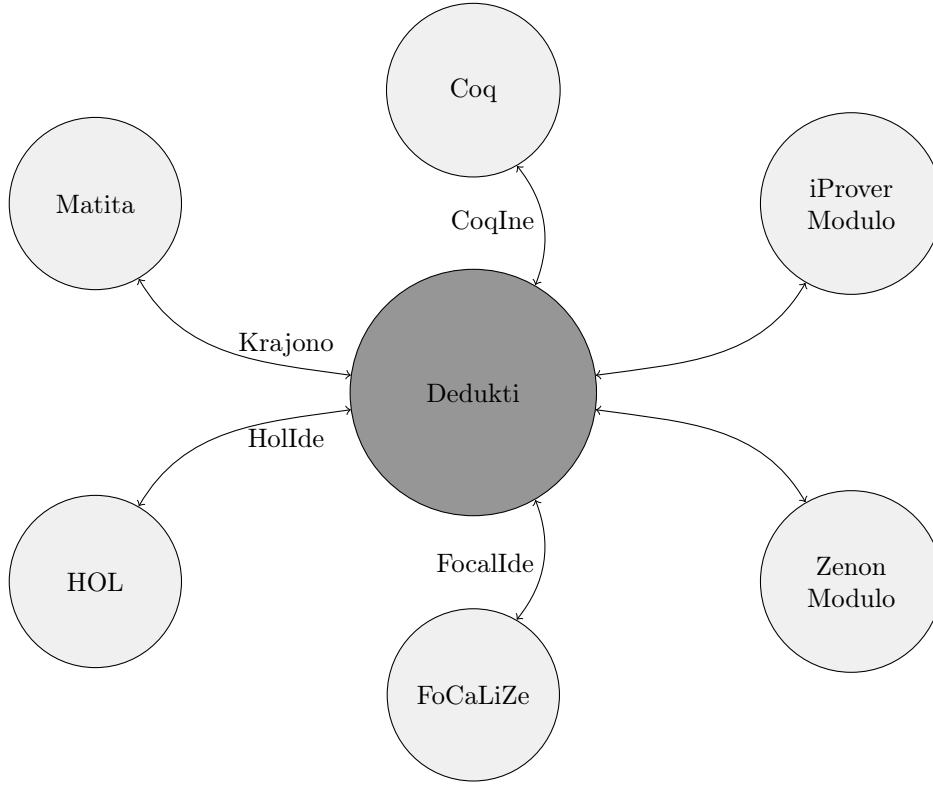 Coq
iProver
Modulo
Matita
CoqIne
Krajono
Dedukti
HolIde
FocalIde
HOL
Zenon
Modulo
FoCaLiZe